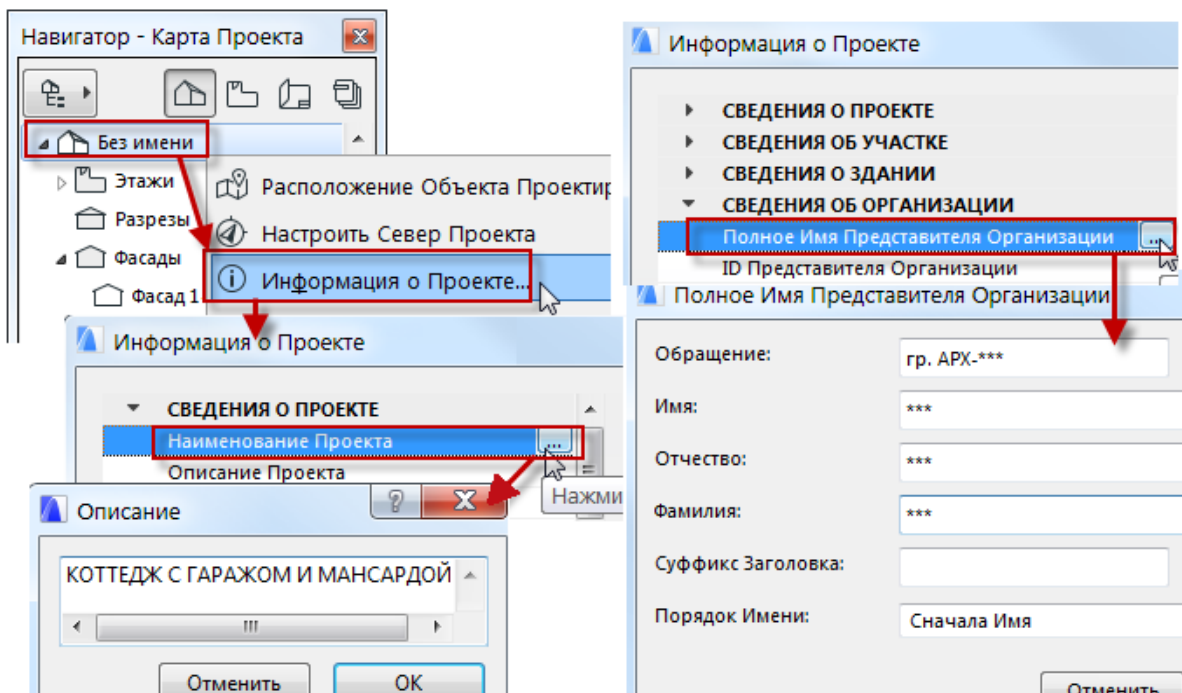 Навигатор - Карта Проекта
Без имени
Этажи
Разрезы
Фасады
Фасад 1
Расположение Объекта Проектир
Настроить Север Проекта
Информация о Проекте...
Информация о Проекте
СВЕДЕНИЯ О ПРОЕКТЕ
Наименование Проекта
...
Описание Проекта
Нажми
Описание
КОТТЕДЖ С ГАРАЖОМ И МАНСАРДОЙ
Отменить
ОК
Информация о Проекте
СВЕДЕНИЯ О ПРОЕКТЕ
СВЕДЕНИЯ ОБ УЧАСТКЕ
СВЕДЕНИЯ О ЗДАНИИ
СВЕДЕНИЯ ОБ ОРГАНИЗАЦИИ
Полное Имя Представителя Организации
...
ID Представителя Организации
Полное Имя Представителя Организации
Обращение:
гр. АРХ-***
Имя:
***
Отчество:
***
Фамилия:
***
Суффикс Заголовка:
Порядок Имени:
Сначала Имя
Отменить